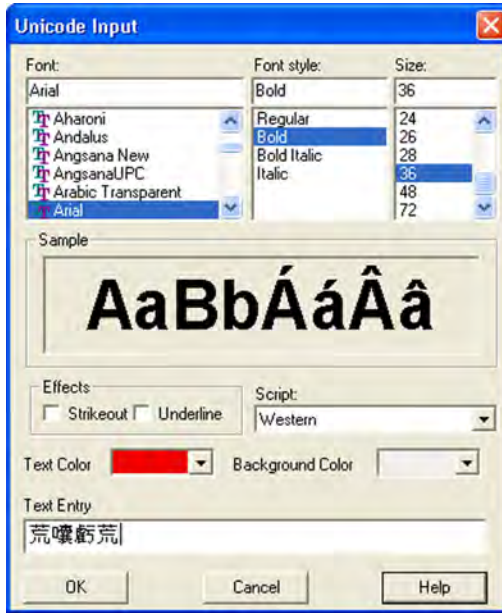 Unicode Input
Font: Font style: Size:
Arial Bold 36
Aharoni Regular 24
Andalus Bold 26
Angsana New Bold Italic 28
AngsanaUPC Italic 36
Arabic Transparent 48
Arial 72
Sample
AaBbÁáÂâ
Effects Script:
Strikeout Underline Western
Text Color Background Color
Text Entry
荒嚷虧荒
OK Cancel Help